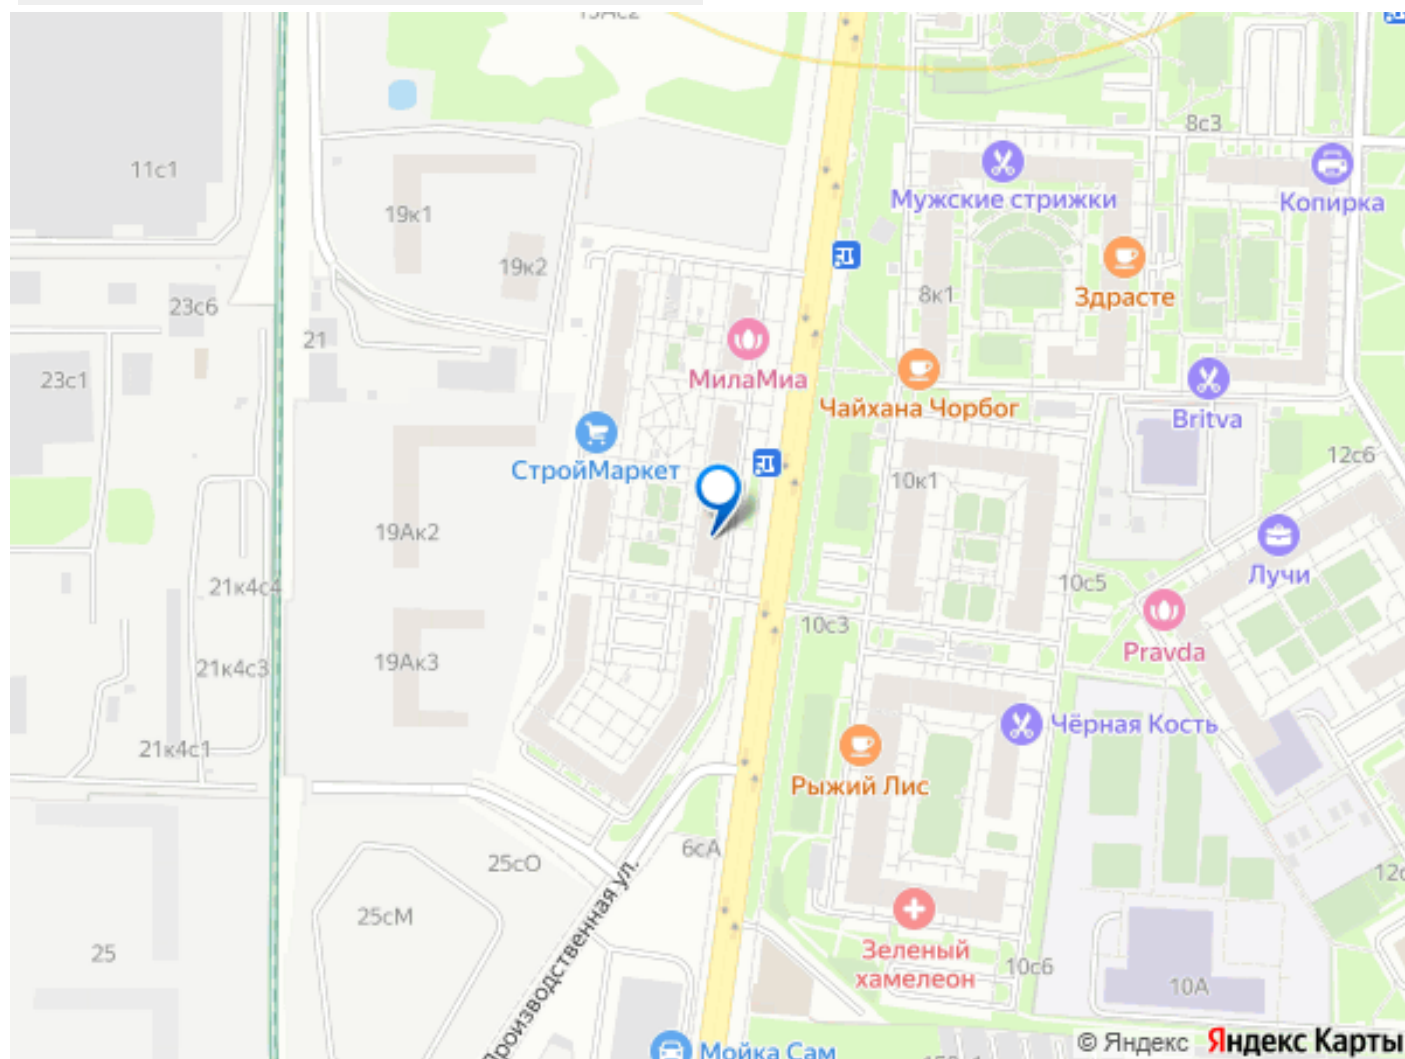 11с1
19к1
8с3
Мужские стрижки
Копирка
19к2
23с6
8к1
Здрасте
21
23с1
МилаМиа
Чайхана Чорбог
Britva
СтройМаркет
12с6
10к1
19Ак2
Лучи
21к4с4
10с5
10с3
19Ак3
21к4с3
Pravda
21к4с1
Чёрная Кость
Рыжий Лис
6сА
25сО
Производственная ул.
25сМ
25
Зеленый
хамелеон
10с6
10А
© Яндекс Яндекс Карты
Мойка Сам